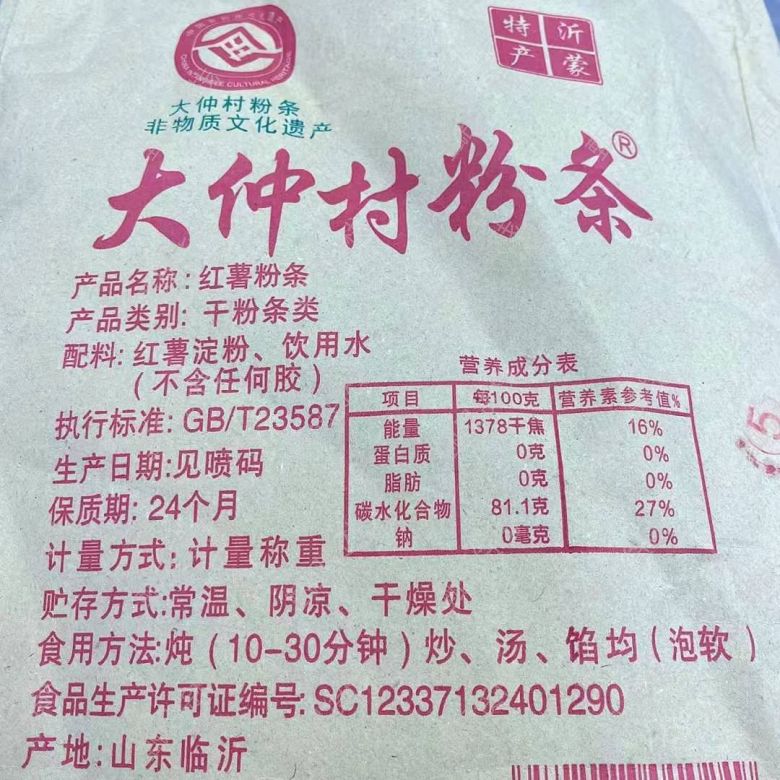 特产
沂蒙
大仲村粉条
非物质文化遗产
大仲村粉条®
产品名称:红薯粉条
产品类别:干粉条类
配料:红薯淀粉、饮用水
(不含任何胶)
执行标准:GB/T23587
生产日期:见喷码
保质期:24个月
计量方式:计量称重
贮存方式:常温、阴凉、干燥处
食用方法:炖(10-30分钟)炒、汤、馅均(泡软)
食品生产许可证编号:SC12337132401290
产地:山东临沂
营养成分表
项目 每100克 营养素参考值%
能量 1378千焦 16%
蛋白质 0克 0%
脂肪 0克 0%
碳水化合物 81.1克 27%
钠 0毫克 0%